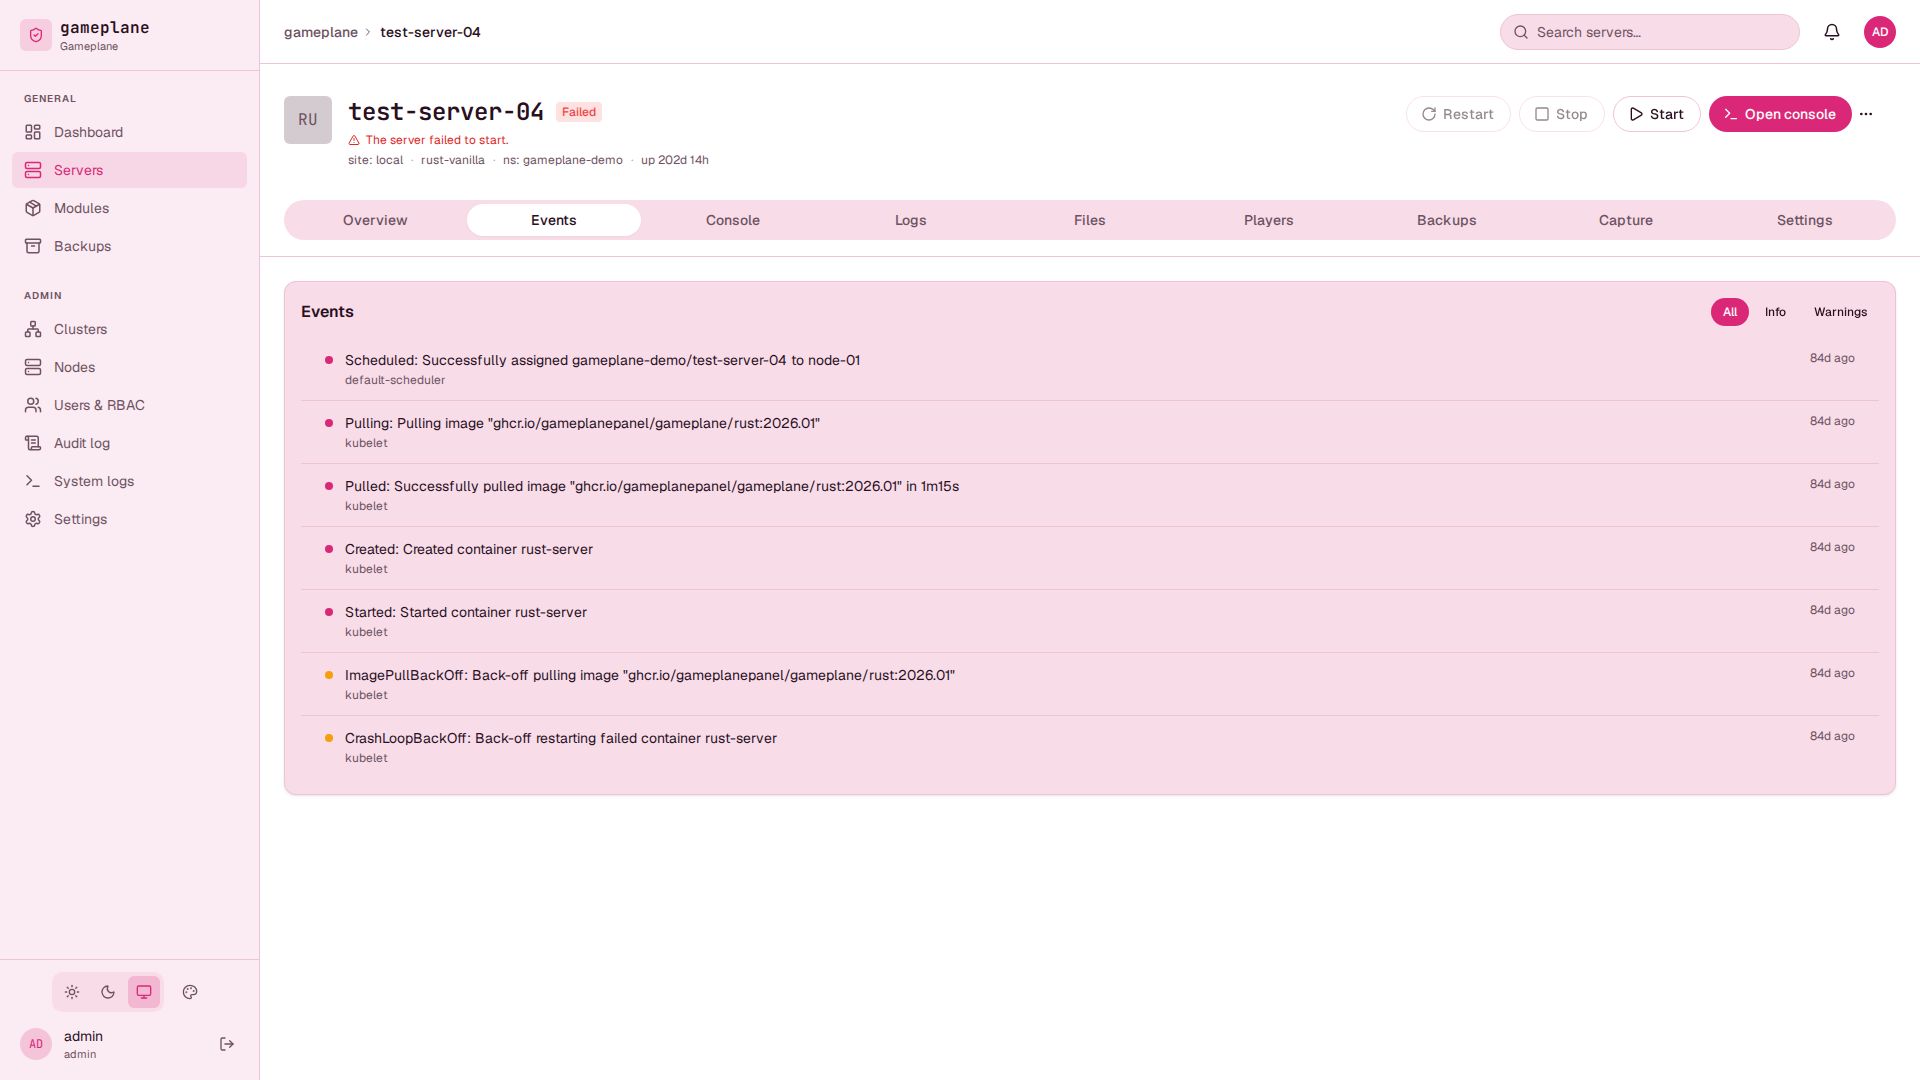 gameplane
Gameplane
GENERAL
Dashboard
Servers
Modules
Backups
ADMIN
Clusters
Nodes
Users & RBAC
Audit log
System logs
Settings
AD
admin
admin
gameplane
test-server-04
Search servers...
AD
RU
test-server-04
Failed
The server failed to start.
site: local · rust-vanilla · ns: gameplane-demo · up 202d 14h
Restart
Stop
Start
Open console
Overview
Events
Console
Logs
Files
Players
Backups
Capture
Settings
Events
All
Info
Warnings
Scheduled: Successfully assigned gameplane-demo/test-server-04 to node-01
84d ago
default-scheduler
Pulling: Pulling image "ghcr.io/gameplanepanel/gameplane/rust:2026.01"
84d ago
kubelet
Pulled: Successfully pulled image "ghcr.io/gameplanepanel/gameplane/rust:2026.01" in 1m15s
84d ago
kubelet
Created: Created container rust-server
84d ago
kubelet
Started: Started container rust-server
84d ago
kubelet
ImagePullBackOff: Back-off pulling image "ghcr.io/gameplanepanel/gameplane/rust:2026.01"
84d ago
kubelet
CrashLoopBackOff: Back-off restarting failed container rust-server
84d ago
kubelet